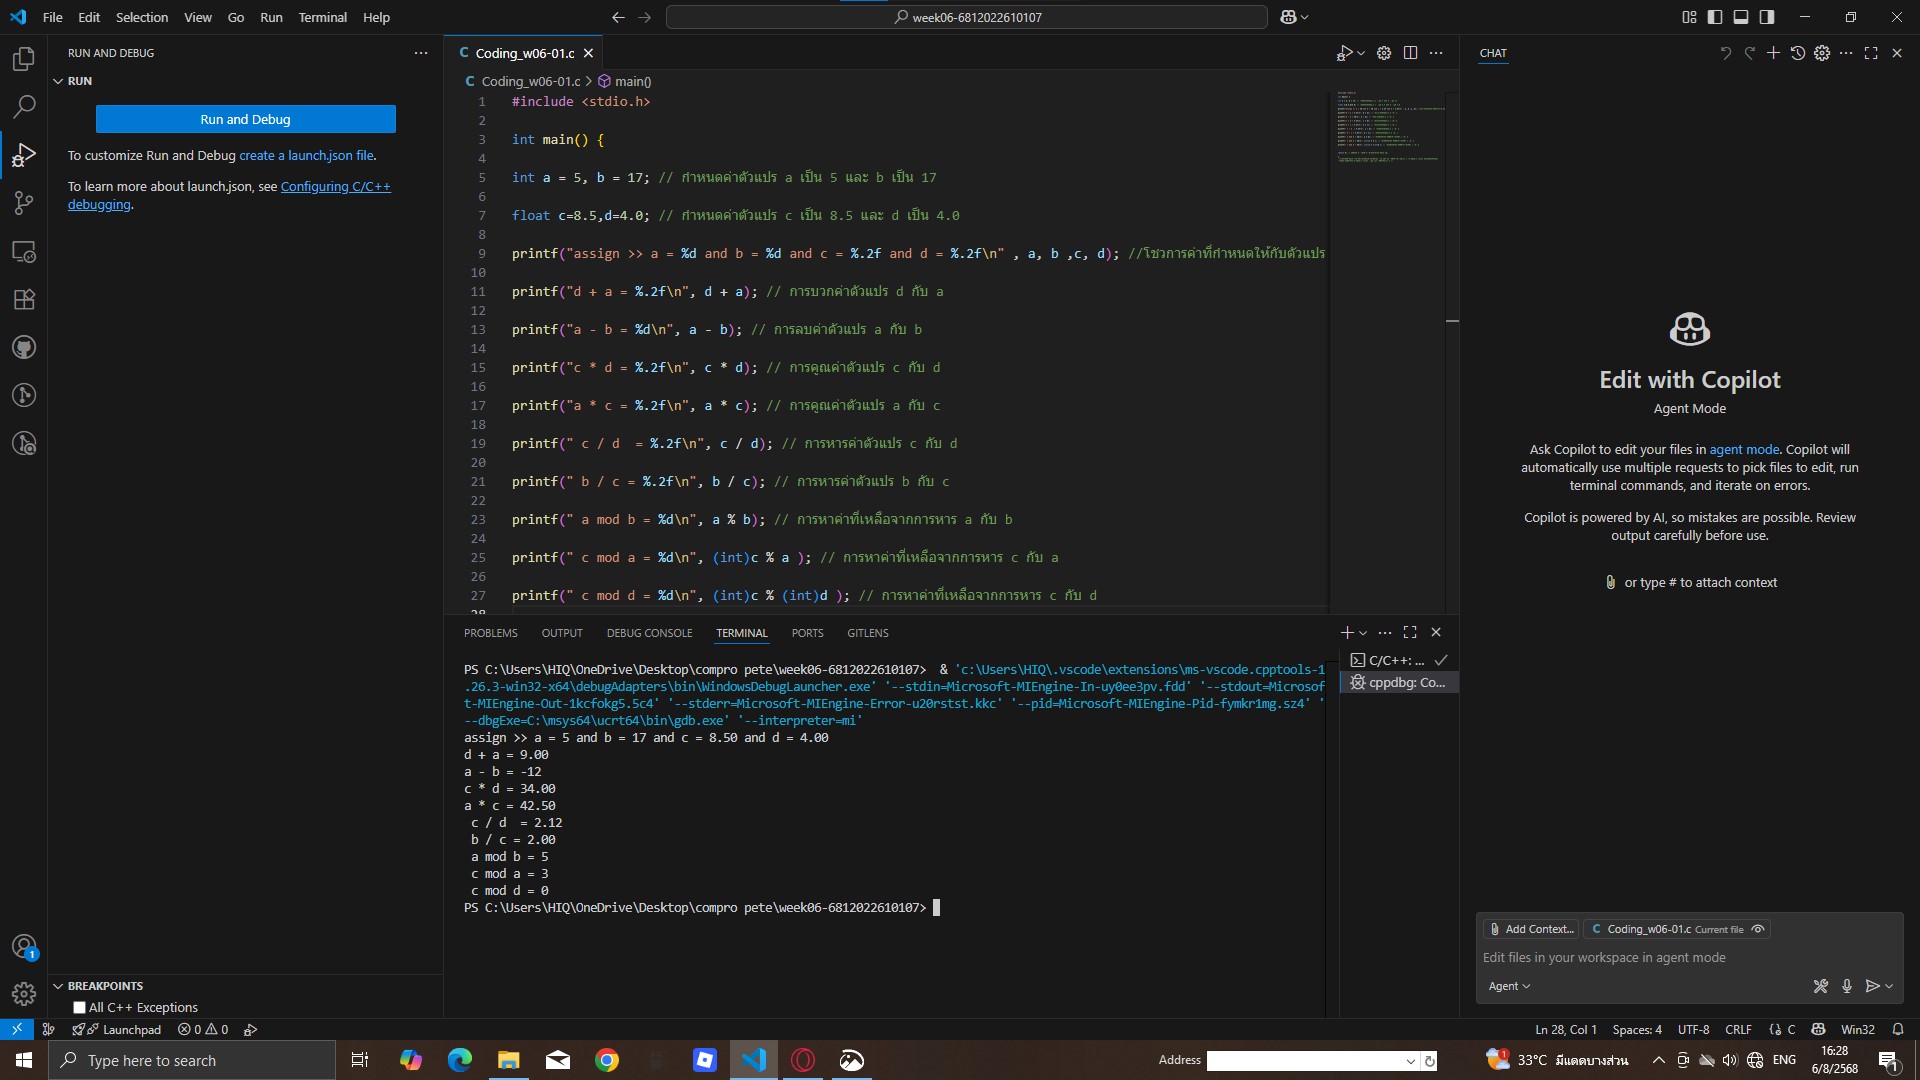 File Edit Selection View Go Run Terminal Help
week06-6812022610107
RUN AND DEBUG
RUN
Run and Debug
To customize Run and Debug create a launch.json file.
To learn more about launch.json, see Configuring C/C++
debugging.
BREAKPOINTS
All C++ Exceptions
C Coding_w06-01.c
C Coding_w06-01.c > main()
1 #include <stdio.h>
2
3 int main() {
4
5 int a = 5, b = 17; // กำหนดค่าตัวแปร a เป็น 5 และ b เป็น 17
6
7 float c=8.5,d=4.0; // กำหนดค่าตัวแปร c เป็น 8.5 และ d เป็น 4.0
8
9 printf("assign >> a = %d and b = %d and c = %.2f and d = %.2f\n" , a, b ,c, d); //โชวการค่าที่กำหนดให้กับตัวแปร
10
11 printf("d + a = %.2f\n", d + a); // การบวกค่าตัวแปร d กับ a
12
13 printf("a - b = %d\n", a - b); // การลบค่าตัวแปร a กับ b
14
15 printf("c * d = %.2f\n", c * d); // การคูณค่าตัวแปร c กับ d
16
17 printf("a * c = %.2f\n", a * c); // การคูณค่าตัวแปร a กับ c
18
19 printf(" c / d  = %.2f\n", c / d); // การหารค่าตัวแปร c กับ d
20
21 printf(" b / c = %.2f\n", b / c); // การหารค่าตัวแปร b กับ c
22
23 printf(" a mod b = %d\n", a % b); // การหาค่าที่เหลือจากการหาร a กับ b
24
25 printf(" c mod a = %d\n", (int)c % a ); // การหาค่าที่เหลือจากการหาร c กับ a
26
27 printf(" c mod d = %d\n", (int)c % (int)d ); // การหาค่าที่เหลือจากการหาร c กับ d
28
PROBLEMS OUTPUT DEBUG CONSOLE TERMINAL PORTS GITLENS
PS C:\Users\HIQ\OneDrive\Desktop\compro pete\week06-6812022610107>  & 'c:\Users\HIQ\.vscode\extensions\ms-vscode.cpptools-1
.26.3-win32-x64\debugAdapters\bin\WindowsDebugLauncher.exe' '--stdin=Microsoft-MIEngine-In-uy0ee3pv.fdd' '--stdout=Microsof
t-MIEngine-Out-1kcfokg5.5c4' '--stderr=Microsoft-MIEngine-Error-u20rstst.kkc' '--pid=Microsoft-MIEngine-Pid-fymkr1mg.sz4' '
--dbgExe=C:\msys64\ucrt64\bin\gdb.exe' '--interpreter=mi'
assign >> a = 5 and b = 17 and c = 8.50 and d = 4.00
d + a = 9.00
a - b = -12
c * d = 34.00
a * c = 42.50
 c / d  = 2.12
 b / c = 2.00
 a mod b = 5
 c mod a = 3
 c mod d = 0
PS C:\Users\HIQ\OneDrive\Desktop\compro pete\week06-6812022610107>
C/C++: ...
cppdbg: Co...
CHAT
Edit with Copilot
Agent Mode
Ask Copilot to edit your files in agent mode. Copilot will
automatically use multiple requests to pick files to edit, run
terminal commands, and iterate on errors.
Copilot is powered by AI, so mistakes are possible. Review
output carefully before use.
or type # to attach context
Add Context... C Coding_w06-01.c Current file
Edit files in your workspace in agent mode
Agent
1
Launchpad 0 0 Ln 28, Col 1 Spaces: 4 UTF-8 CRLF {} C Win32
Type here to search
Address
1 33°C มีแดดบางส่วน ENG
16:28
6/8/2568
1